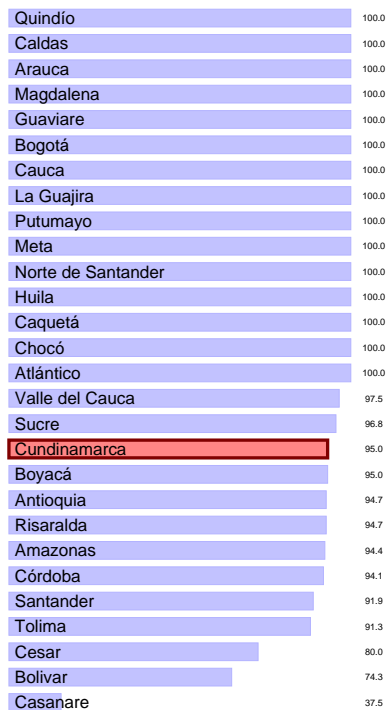 Quindío 100.0
Caldas 100.0
Arauca 100.0
Magdalena 100.0
Guaviare 100.0
Bogotá 100.0
Cauca 100.0
La Guajira 100.0
Putumayo 100.0
Meta 100.0
Norte de Santander 100.0
Huila 100.0
Caquetá 100.0
Chocó 100.0
Atlántico 100.0
Valle del Cauca 97.5
Sucre 96.8
Cundinamarca 95.0
Boyacá 95.0
Antioquia 94.7
Risaralda 94.7
Amazonas 94.4
Córdoba 94.1
Santander 91.9
Tolima 91.3
Cesar 80.0
Bolivar 74.3
Casanare 37.5